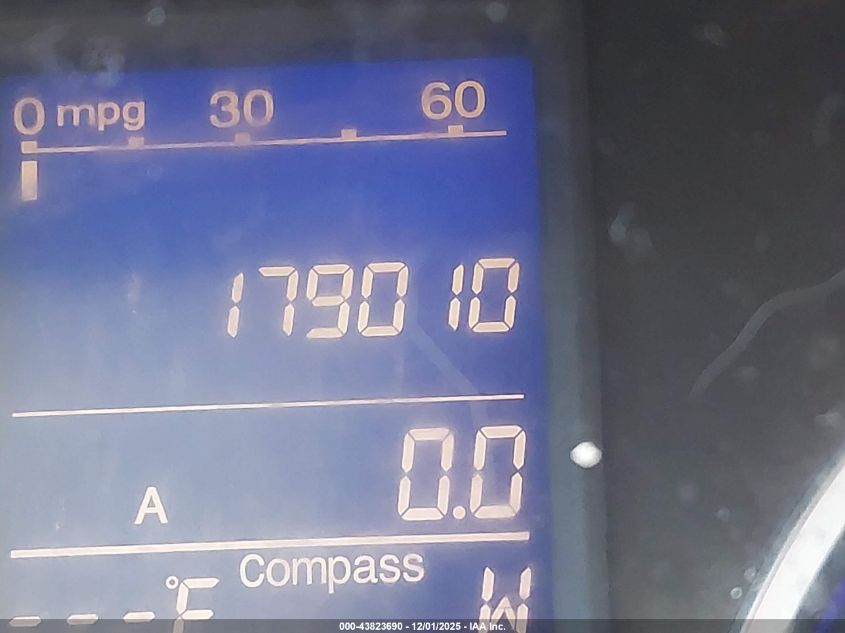 0 mpg 30 60
179010
A 0.0
Compass
---°F W
000-43823690 - 12/01/2025 - IAA Inc.